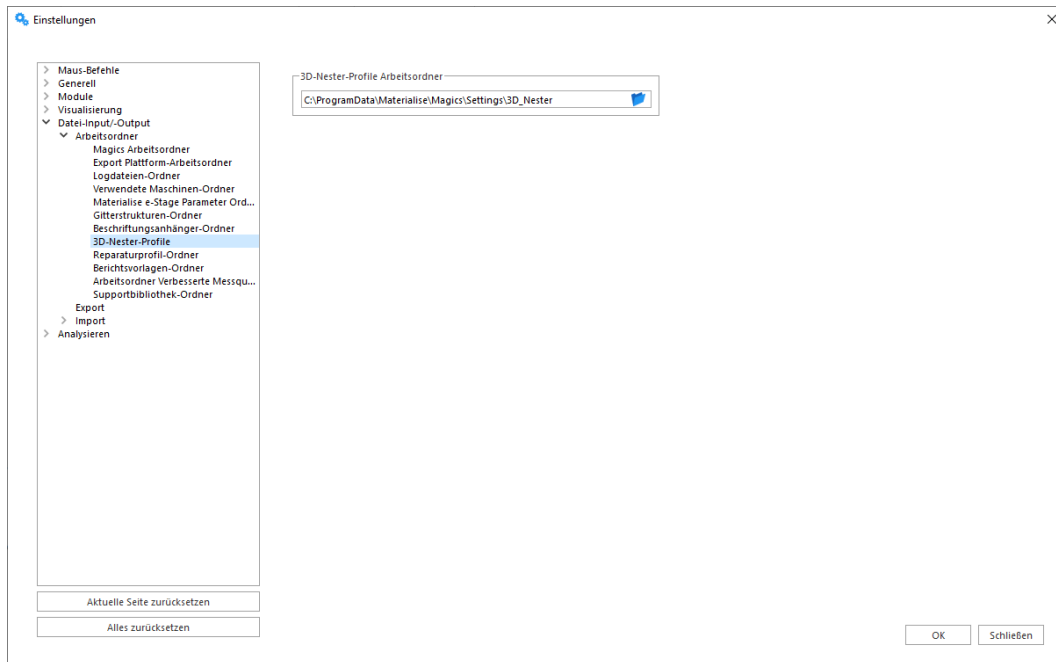 Einstellungen
Maus-Befehle
Generell
Module
Visualisierung
Datei-Input/-Output
Arbeitsordner
Magics Arbeitsordner
Export Plattform-Arbeitsordner
Logdateien-Ordner
Verwendete Maschinen-Ordner
Materialise e-Stage Parameter Ord...
Gitterstrukturen-Ordner
Beschriftungsanhänger-Ordner
3D-Nester-Profile
Reparaturprofil-Ordner
Berichtsvorlagen-Ordner
Arbeitsordner Verbesserte Messqu...
Supportbibliothek-Ordner
Export
Import
Analysieren
3D-Nester-Profile Arbeitsordner
C:\ProgramData\Materialise\Magics\Settings\3D_Nester
Aktuelle Seite zurücksetzen
Alles zurücksetzen
OK
Schließen